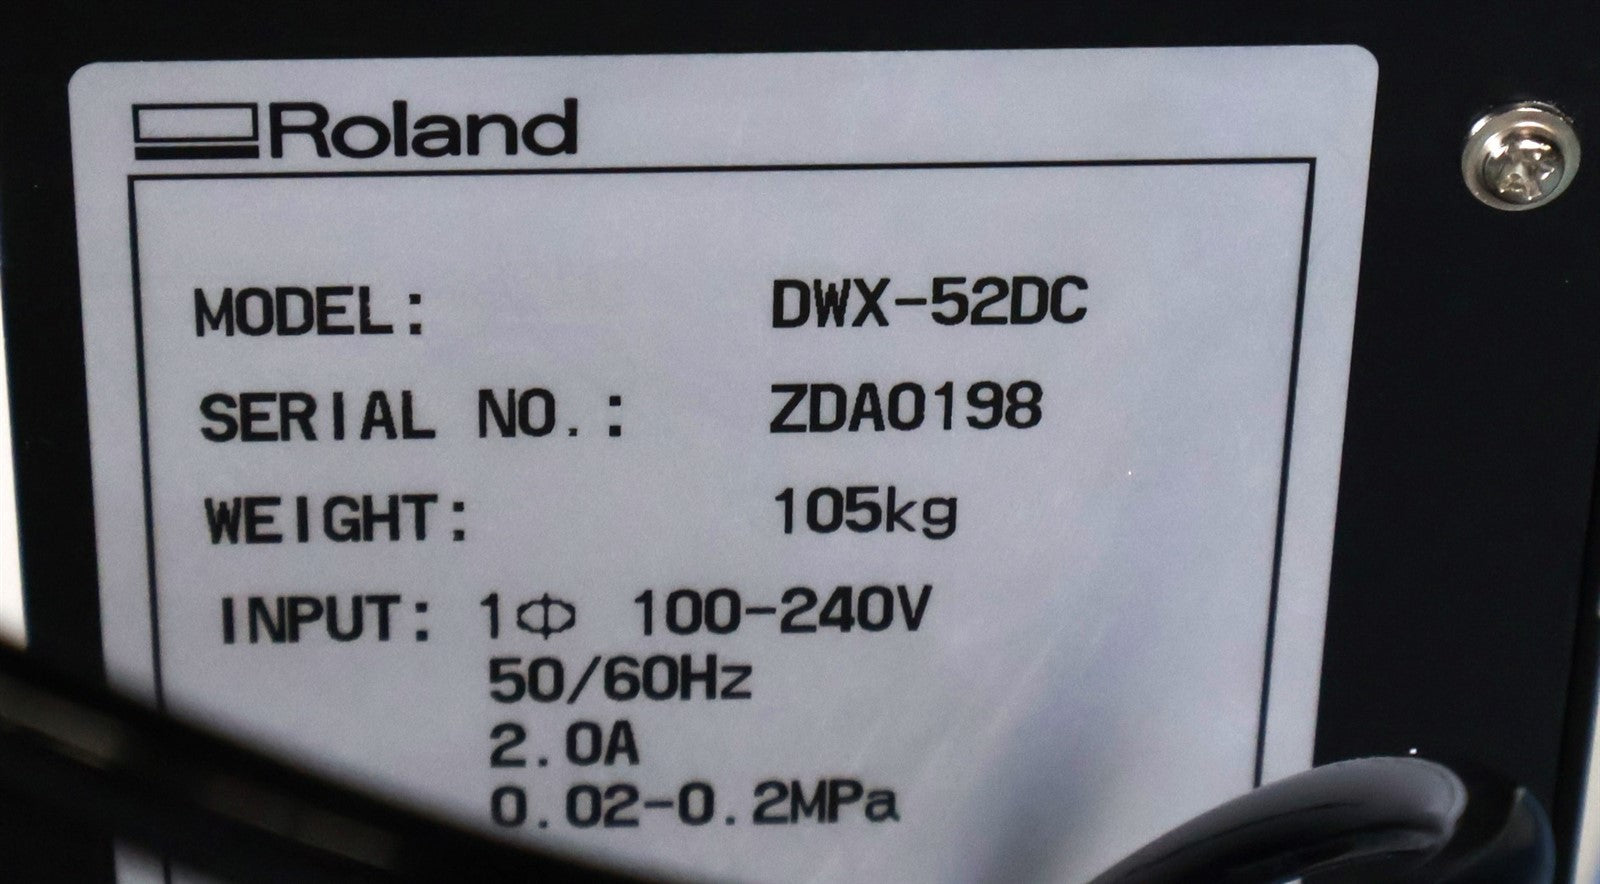 Roland
MODEL: DWX-52DC
SERIAL NO.: ZDA0198
WEIGHT: 105kg
INPUT: 1Φ 100-240V
50/60Hz
2.0A
0.02-0.2MPa